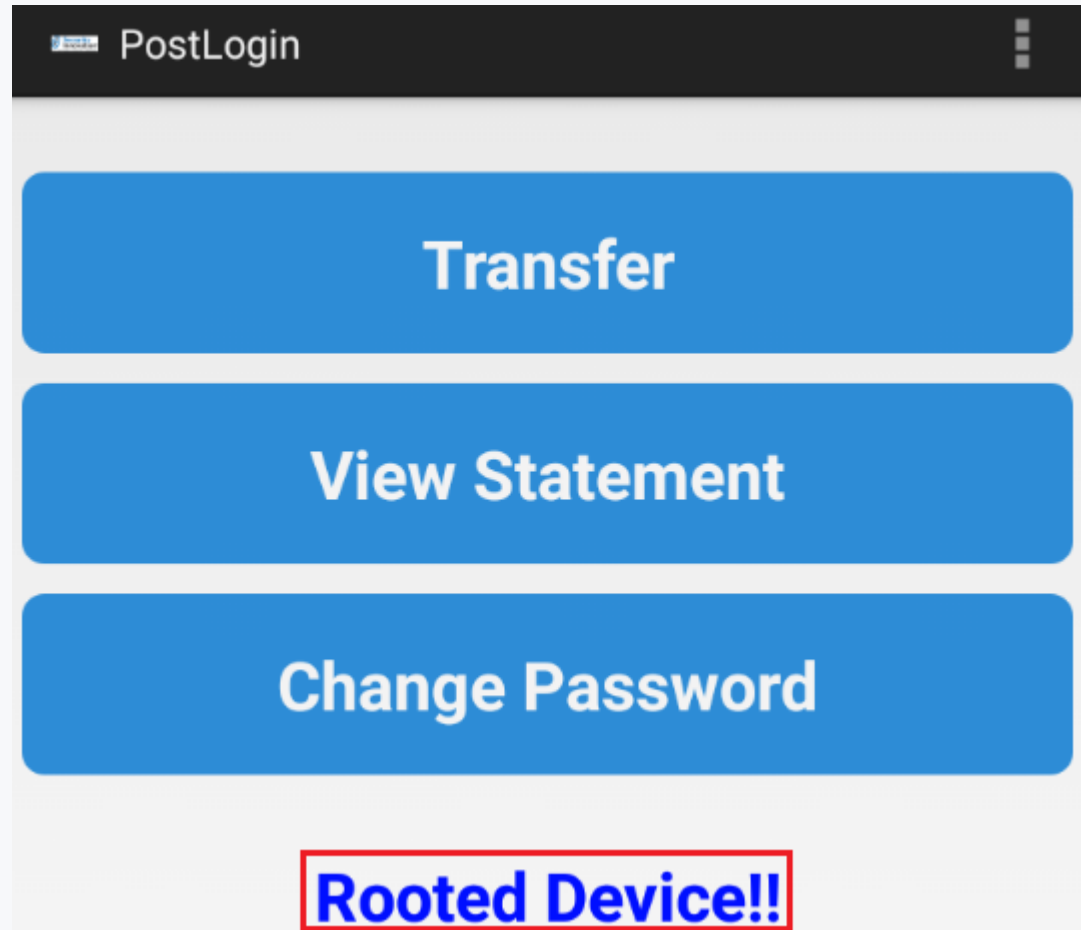 PostLogin
Transfer
View Statement
Change Password
Rooted Device!!